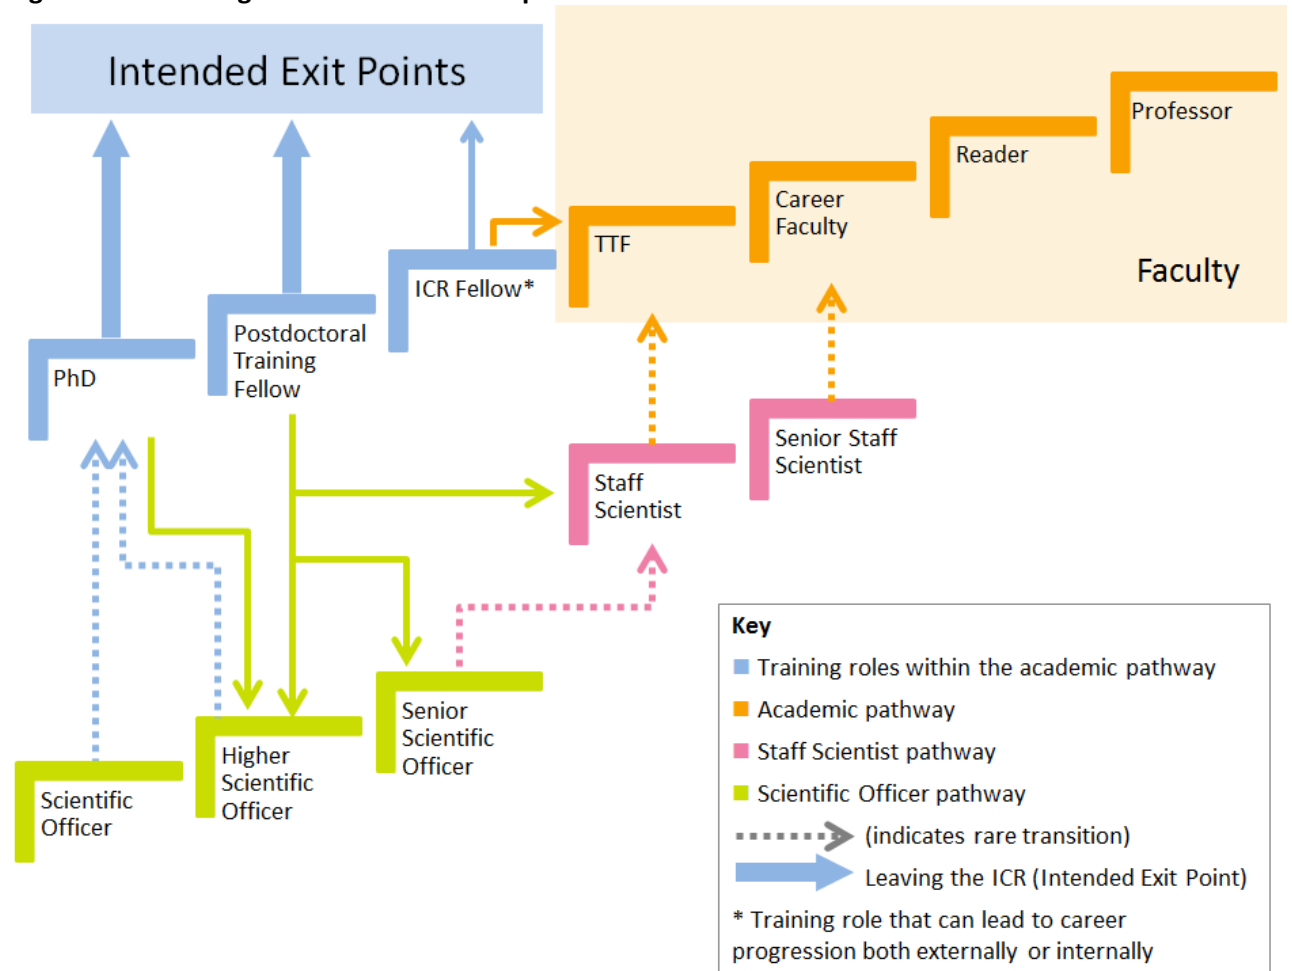 Intended Exit Points
Professor
Reader
Career
Faculty
TTF
Faculty
ICR Fellow*
Postdoctoral
Training
Fellow
PhD
Senior Staff
Scientist
Staff
Scientist
Senior
Scientific
Officer
Higher
Scientific
Officer
Scientific
Officer
Key
Training roles within the academic pathway
Academic pathway
Staff Scientist pathway
Scientific Officer pathway
(indicates rare transition)
Leaving the ICR (Intended Exit Point)
* Training role that can lead to career
progression both externally or internally